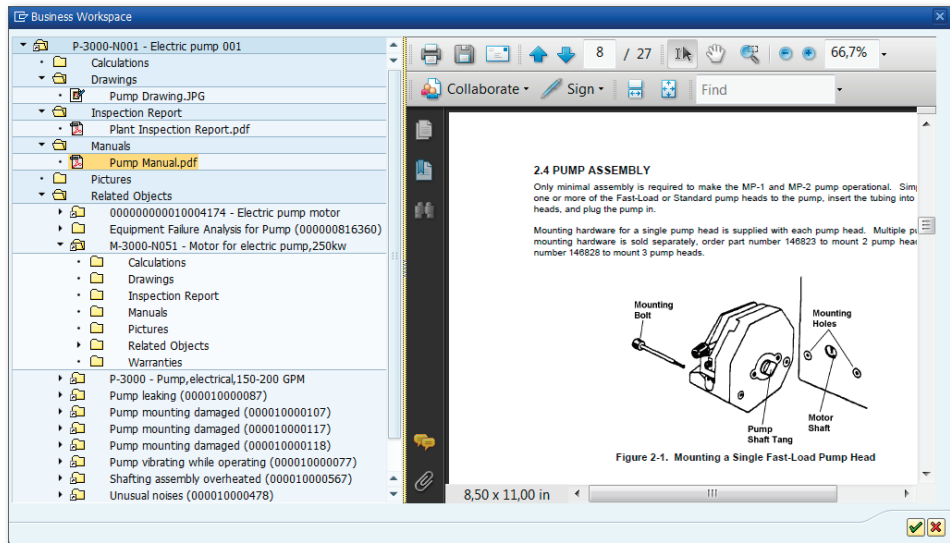 Business Workspace
P-3000-N001 - Electric pump 001
Calculations
Drawings
Pump Drawing.JPG
Inspection Report
Plant Inspection Report.pdf
Manuals
Pump Manual.pdf
Pictures
Related Objects
000000000010004174 - Electric pump motor
Equipment Failure Analysis for Pump (000000816360)
M-3000-N051 - Motor for electric pump,250kw
Calculations
Drawings
Inspection Report
Manuals
Pictures
Related Objects
Warranties
P-3000 - Pump,electrical,150-200 GPM
Pump leaking (000010000087)
Pump mounting damaged (000010000107)
Pump mounting damaged (000010000117)
Pump mounting damaged (000010000118)
Pump vibrating while operating (000010000077)
Shafting assembly overheated (000010000567)
Unusual noises (000010000478)
8 / 27 66,7%
Collaborate Sign Find
2.4 PUMP ASSEMBLY
Only minimal assembly is required to make the MP-1 and MP-2 pump operational.
one or more of the Fast-Load or Standard pump heads to the pump, insert the tubing into
heads, and plug the pump in.
Mounting hardware for a single pump head is supplied with each pump head. Multiple
mounting hardware is sold separately, order part number 146823 to mount 2 pump
number 146828 to mount 3 pump heads.
Mounting
Bolt
Mounting
Holes
Motor
Shaft
Pump
Shaft Tang
Figure 2-1. Mounting a Single Fast-Load Pump Head
8,50 x 11,00 in